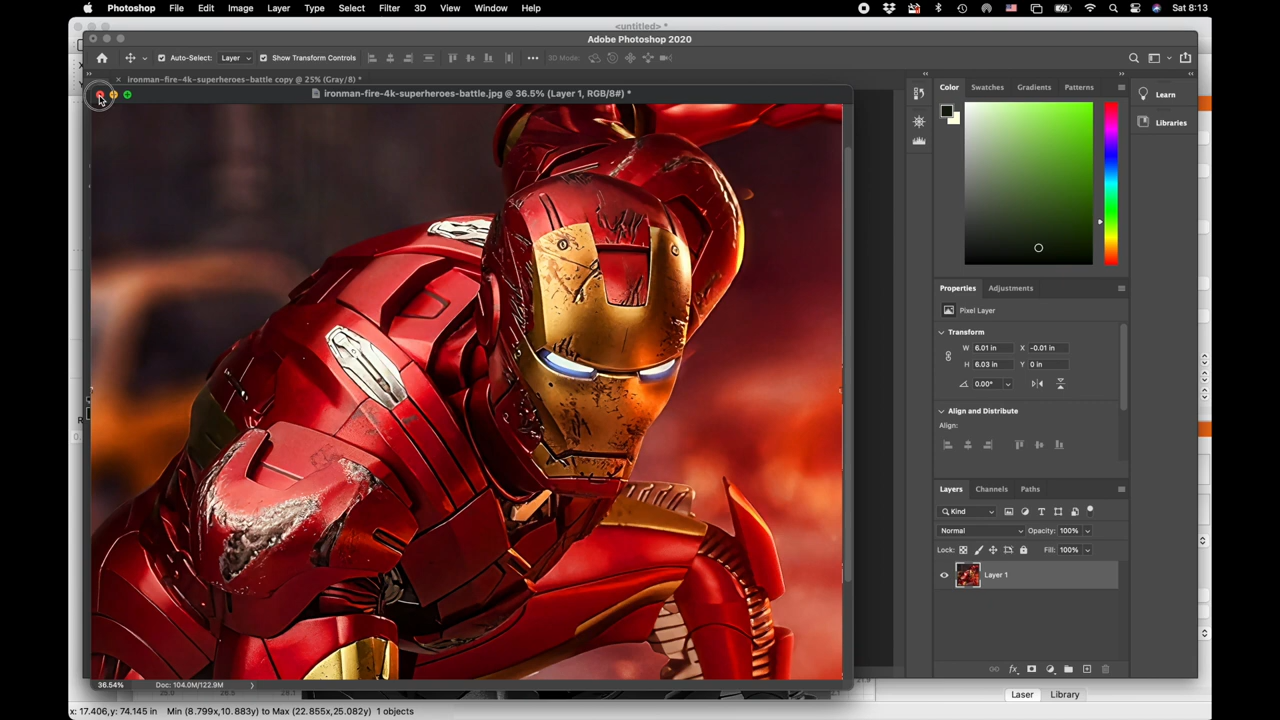 Photoshop File Edit Image Layer Type Select Filter 3D View Window Help Sat 8:13
<untitled> *
Adobe Photoshop 2020
Auto-Select: Layer Show Transform Controls 3D Mode:
ironman-fire-4k-superheroes-battle copy @ 25% (Gray/8) *
ironman-fire-4k-superheroes-battle.jpg @ 36.5% (Layer 1, RGB/8#) *
Color Swatches Gradients Patterns
Learn
Libraries
Properties Adjustments
Pixel Layer
Transform
W 6.01 in X -0.01 in
H 6.03 in Y 0 in
0.00°
Align and Distribute
Align:
Layers Channels Paths
Kind
Normal Opacity: 100%
Lock: Fill: 100%
Layer 1
36.54% Doc: 104.0M/122.9M
Laser Library
x: 17.406,y: 74.145 in Min (8.799x,10.883y) to Max (22.855x,25.082y) 1 objects